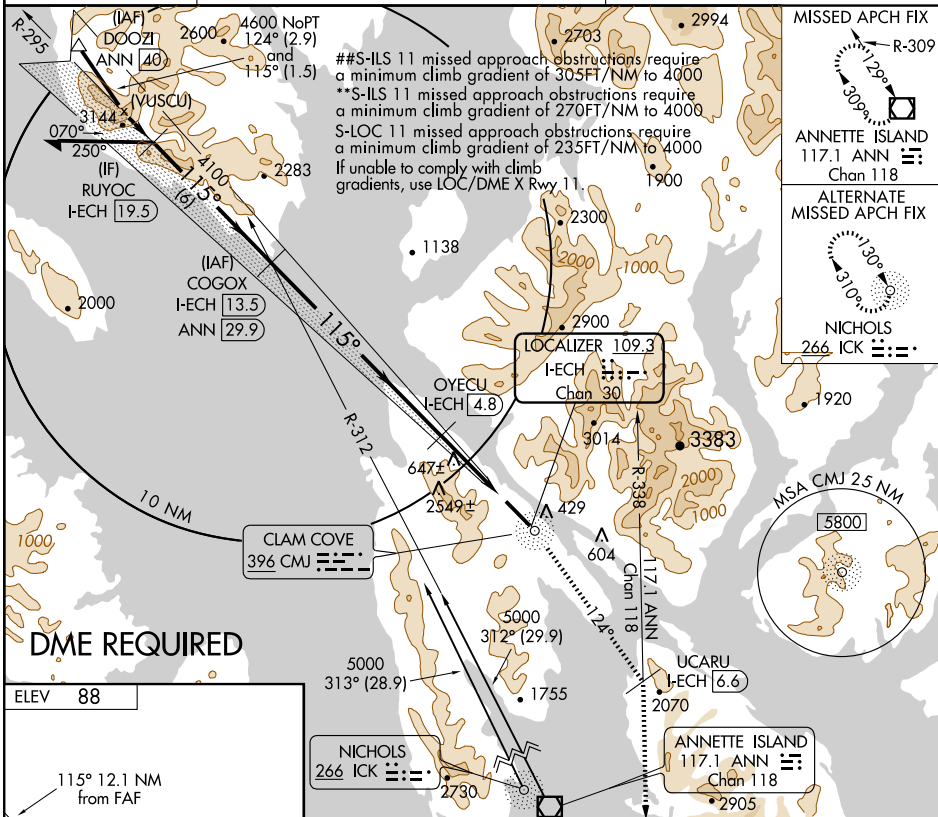 R-295
(IAF)
DOOZI
ANN 40
2600
4600 NoPT
124° (2.9)
and
115° (1.5)
(VUSCU)
3144
070°
250°
(IF)
RUYOC
I-ECH 19.5
4100
115°
(6)
2283
##S-ILS 11 missed approach obstructions require
a minimum climb gradient of 305FT/NM to 4000
**S-ILS 11 missed approach obstructions require
a minimum climb gradient of 270FT/NM to 4000
S-LOC 11 missed approach obstructions require
a minimum climb gradient of 235FT/NM to 4000
If unable to comply with climb
gradients, use LOC/DME X Rwy 11.
2703
2994
1900
2300
2000
1000
1138
2900
MISSED APCH FIX
R-309
129°
309°
ANNETTE ISLAND
117.1 ANN
Chan 118
ALTERNATE
MISSED APCH FIX
130°
310°
NICHOLS
266 ICK
2000
(IAF)
COGOX
I-ECH 13.5
ANN 29.9
115°
LOCALIZER 109.3
I-ECH
Chan 30
OYECU
I-ECH 4.8
R-312
1920
3014
3383
R-338
2000
1000
647±
2549±
10 NM
429
604
MSA CMJ 25 NM
5800
1000
CLAM COVE
396 CMJ
117.1 ANN
Chan 118
124°
DME REQUIRED
5000
312° (29.9)
5000
313° (28.9)
1755
UCARU
I-ECH 6.6
2070
ELEV 88
115° 12.1 NM
from FAF
NICHOLS
266 ICK
2730
ANNETTE ISLAND
117.1 ANN
Chan 118
2905